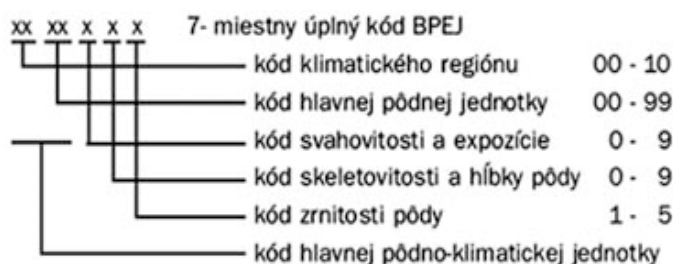 xx xx x x x 7- miestny úplný kód BPEJ
kód klimatického regiónu 00 - 10
kód hlavnej pôdnej jednotky 00 - 99
kód svahovitosti a expozície 0 - 9
kód skeletovitosti a hĺbky pôdy 0 - 9
kód zrnitosti pôdy 1 - 5
kód hlavnej pôdno-klimatickej jednotky